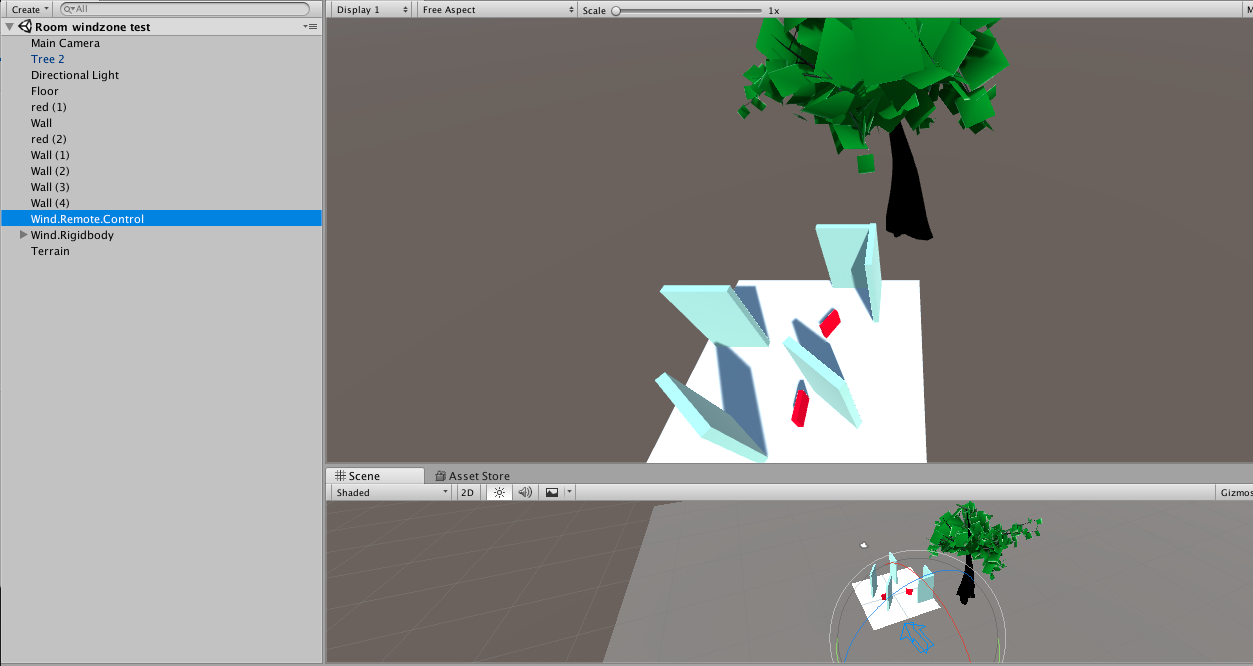 Create
All
Room windzone test
Main Camera
Tree 2
Directional Light
Floor
red (1)
Wall
red (2)
Wall (1)
Wall (2)
Wall (3)
Wall (4)
Wind.Remote.Control
Wind.Rigidbody
Terrain
Display 1 Free Aspect Scale 1x M
Scene Asset Store
Shaded 2D Gizmos